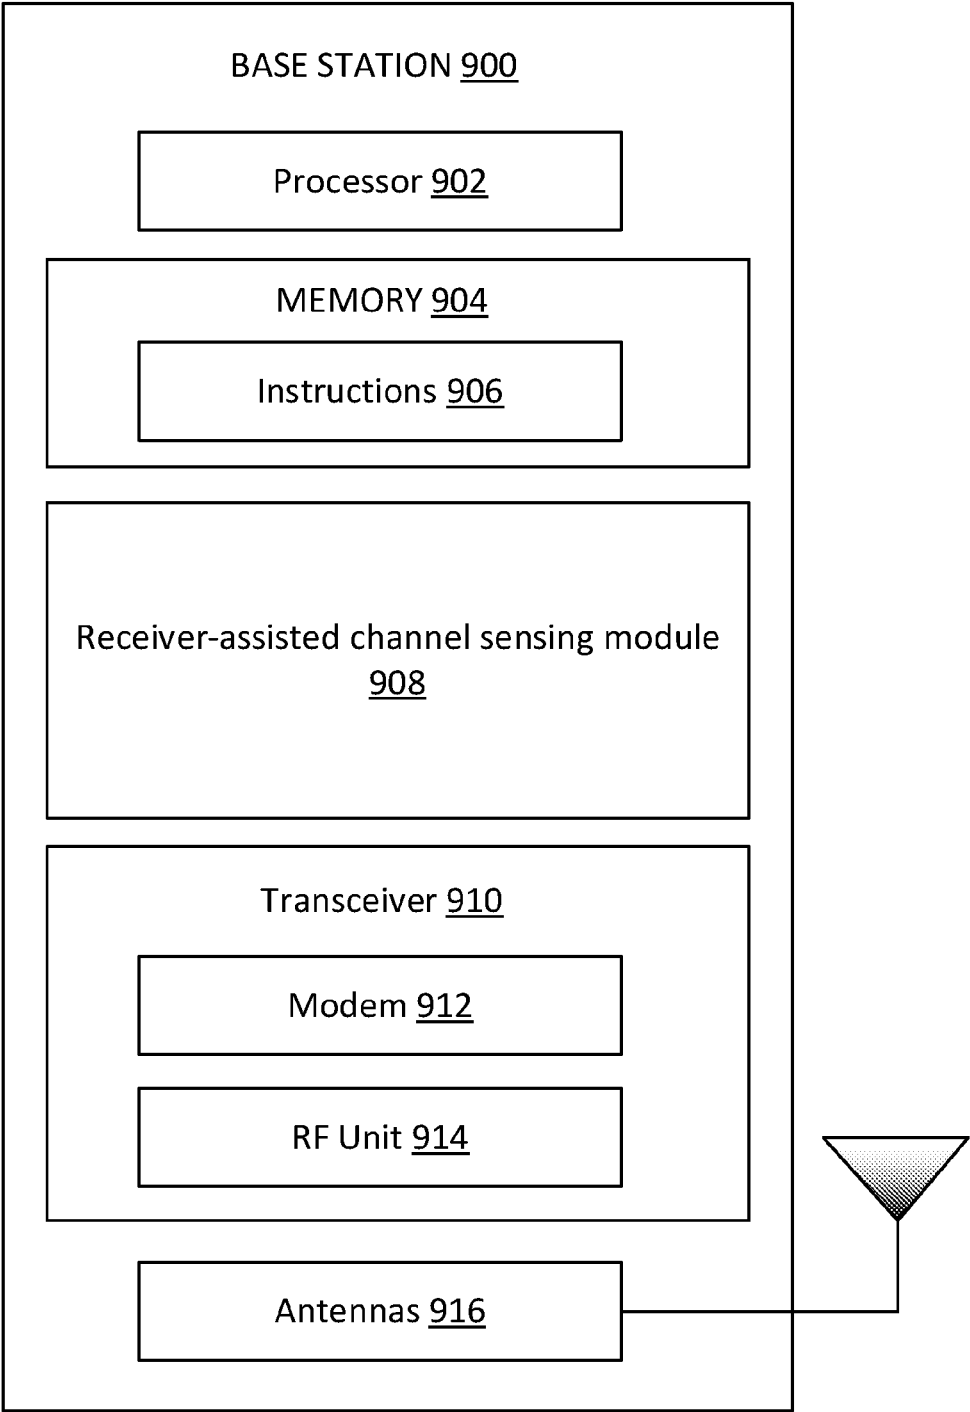 BASE STATION 900
Processor 902
MEMORY 904
Instructions 906
Receiver-assisted channel sensing module
908
Transceiver 910
Modem 912
RF Unit 914
Antennas 916